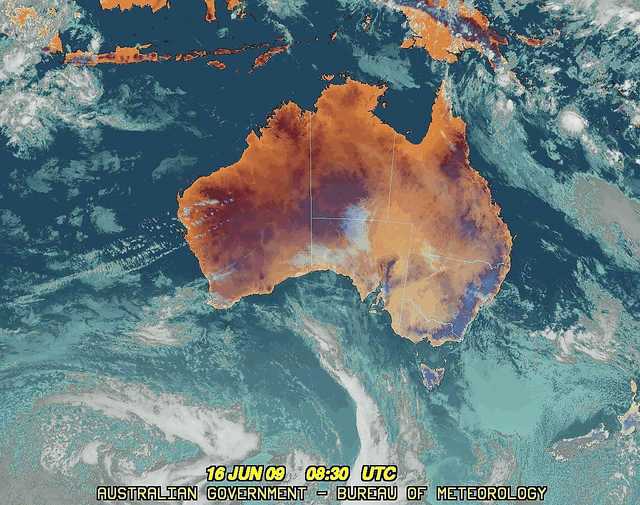 16 JUN 09 08:30 UTC
AUSTRALIAN GOVERNMENT - BUREAU OF METEOROLOGY